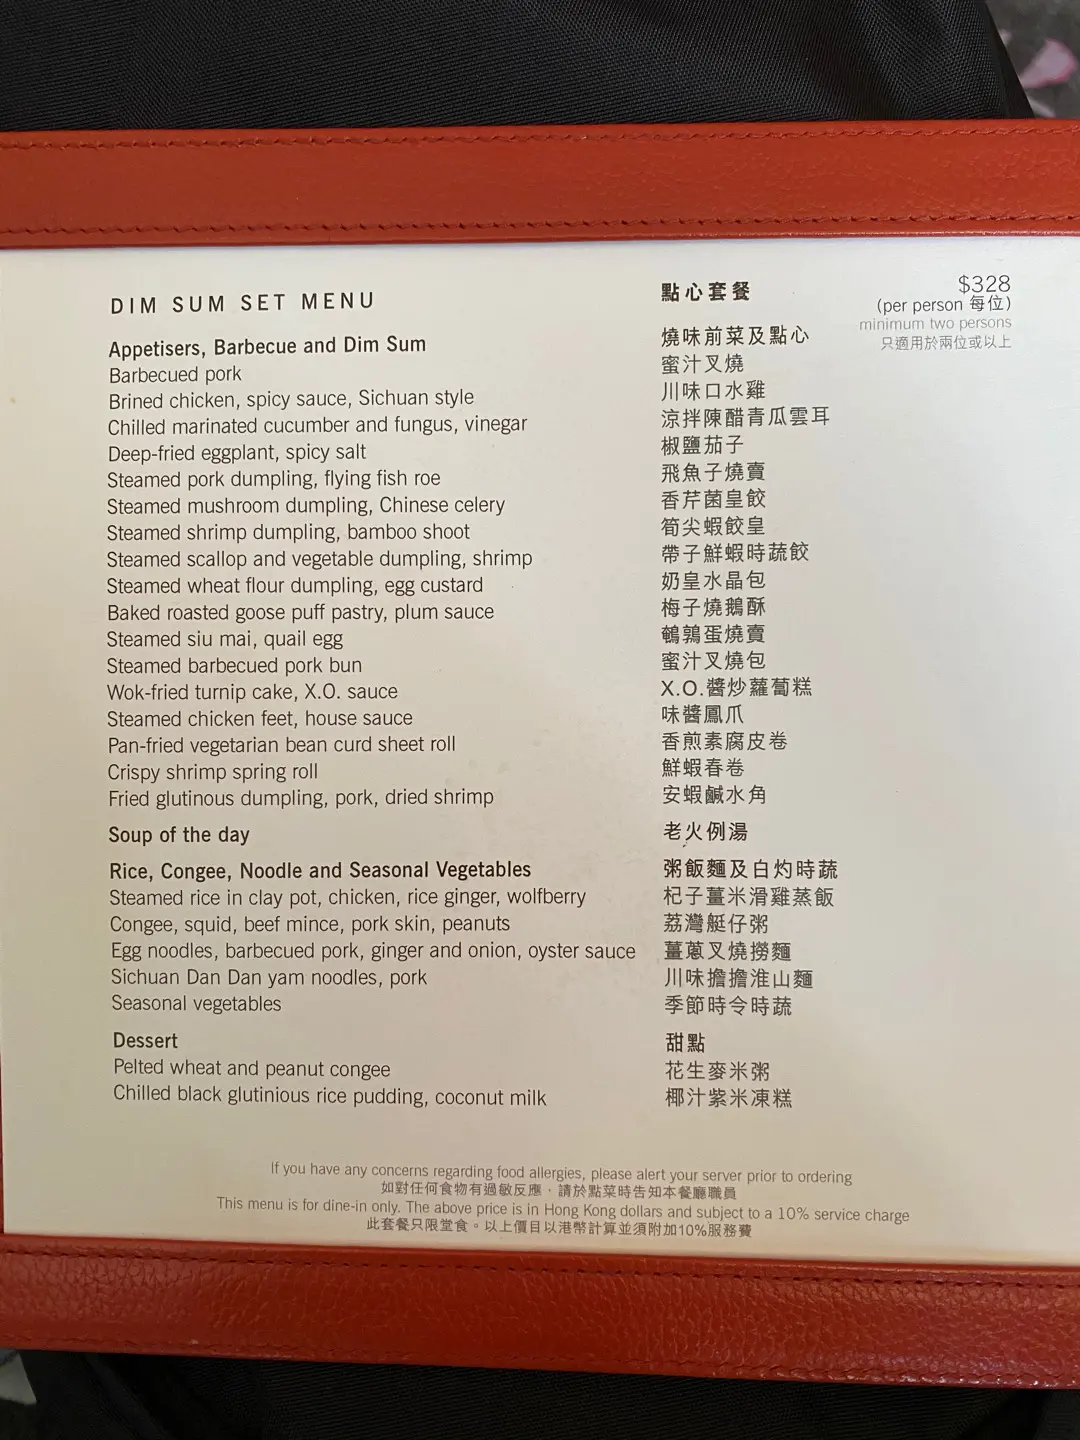 DIM SUM SET MENU 點心套餐 $328
(per person 每位)
minimum two persons
只適用於兩位或以上
Appetisers, Barbecue and Dim Sum 燒味前菜及點心
Barbecued pork 蜜汁叉燒
Brined chicken, spicy sauce, Sichuan style 川味口水雞
Chilled marinated cucumber and fungus, vinegar 涼拌陳醋青瓜雲耳
Deep-fried eggplant, spicy salt 椒鹽茄子
Steamed pork dumpling, flying fish roe 飛魚子燒賣
Steamed mushroom dumpling, Chinese celery 香芹菌皇餃
Steamed shrimp dumpling, bamboo shoot 筍尖蝦餃皇
Steamed scallop and vegetable dumpling, shrimp 帶子鮮蝦時蔬餃
Steamed wheat flour dumpling, egg custard 奶皇水晶包
Baked roasted goose puff pastry, plum sauce 梅子燒鵝酥
Steamed siu mai, quail egg 鵪鶉蛋燒賣
Steamed barbecued pork bun 蜜汁叉燒包
Wok-fried turnip cake, X.O. sauce X.O.醬炒蘿蔔糕
Steamed chicken feet, house sauce 味醬鳳爪
Pan-fried vegetarian bean curd sheet roll 香煎素腐皮卷
Crispy shrimp spring roll 鮮蝦春卷
Fried glutinous dumpling, pork, dried shrimp 安蝦鹹水角
Soup of the day 老火例湯
Rice, Congee, Noodle and Seasonal Vegetables 粥飯麵及白灼時蔬
Steamed rice in clay pot, chicken, rice ginger, wolfberry 杞子薑米滑雞蒸飯
Congee, squid, beef mince, pork skin, peanuts 荔灣艇仔粥
Egg noodles, barbecued pork, ginger and onion, oyster sauce 薑蔥叉燒撈麵
Sichuan Dan Dan yam noodles, pork 川味擔擔淮山麵
Seasonal vegetables 季節時令時蔬
Dessert 甜點
Pelted wheat and peanut congee 花生麥米粥
Chilled black glutinious rice pudding, coconut milk 椰汁紫米凍糕
If you have any concerns regarding food allergies, please alert your server prior to ordering
如對任何食物有過敏反應，請於點菜時告知本餐廳職員
This menu is for dine-in only. The above price is in Hong Kong dollars and subject to a 10% service charge
此套餐只限堂食。以上價目以港幣計算並須附加10%服務費